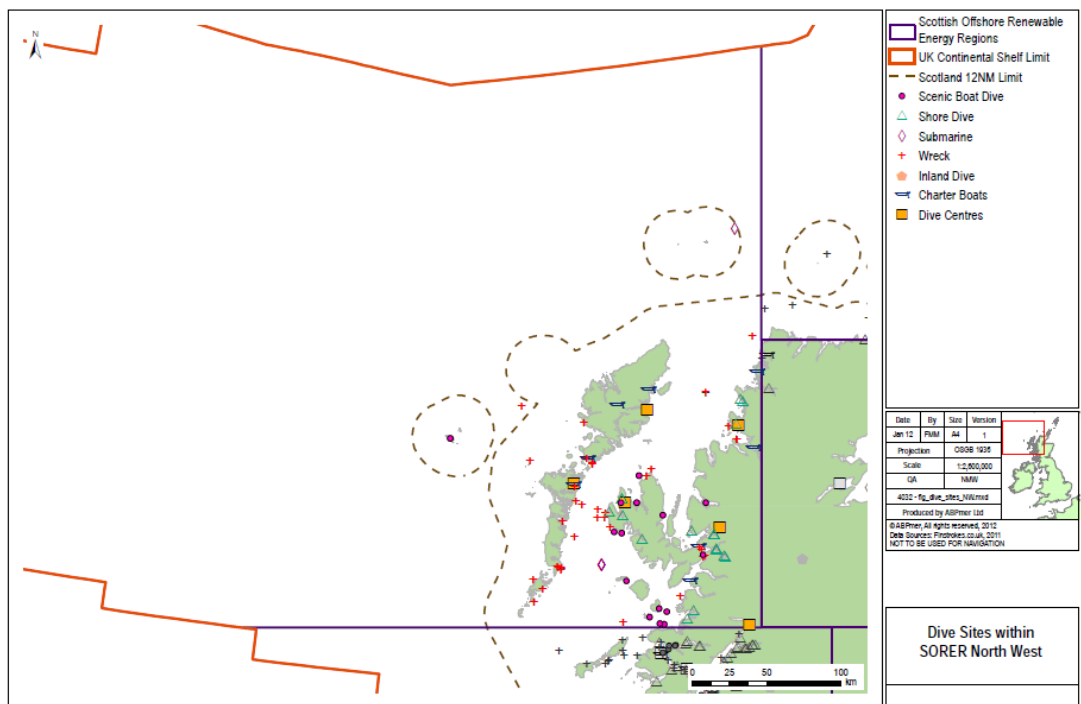 N
Scottish Offshore Renewable
Energy Regions
UK Continental Shelf Limit
Scotland 12NM Limit
Scenic Boat Dive
Shore Dive
Submarine
Wreck
Inland Dive
Charter Boats
Dive Centres
Date By Size Version
Jan 12 FMM A4 1
Projection OSGB 1936
Scale 1:2,600,000
QA NMW
4032 - fig_dive_sites_NW.mxd
Produced by ABPmer Ltd
© ABPmer, All rights reserved, 2012
Data Sources: Finstrokes.co.uk, 2011
NOT TO BE USED FOR NAVIGATION
Dive Sites within
SORER North West
0 25 50 100
km